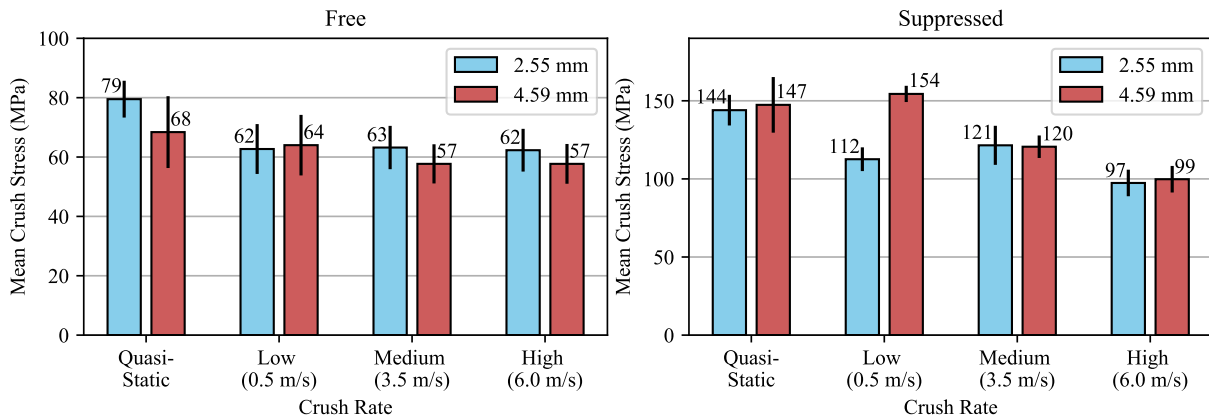 Free
Mean Crush Stress (MPa)
100
80
60
40
20
0
2.55 mm
4.59 mm
79
68
62
64
63
57
62
57
Quasi-
Static
Low
(0.5 m/s)
Medium
(3.5 m/s)
High
(6.0 m/s)
Crush Rate
Suppressed
Mean Crush Stress (MPa)
150
100
50
0
2.55 mm
4.59 mm
144
147
112
154
121
120
97
99
Quasi-
Static
Low
(0.5 m/s)
Medium
(3.5 m/s)
High
(6.0 m/s)
Crush Rate